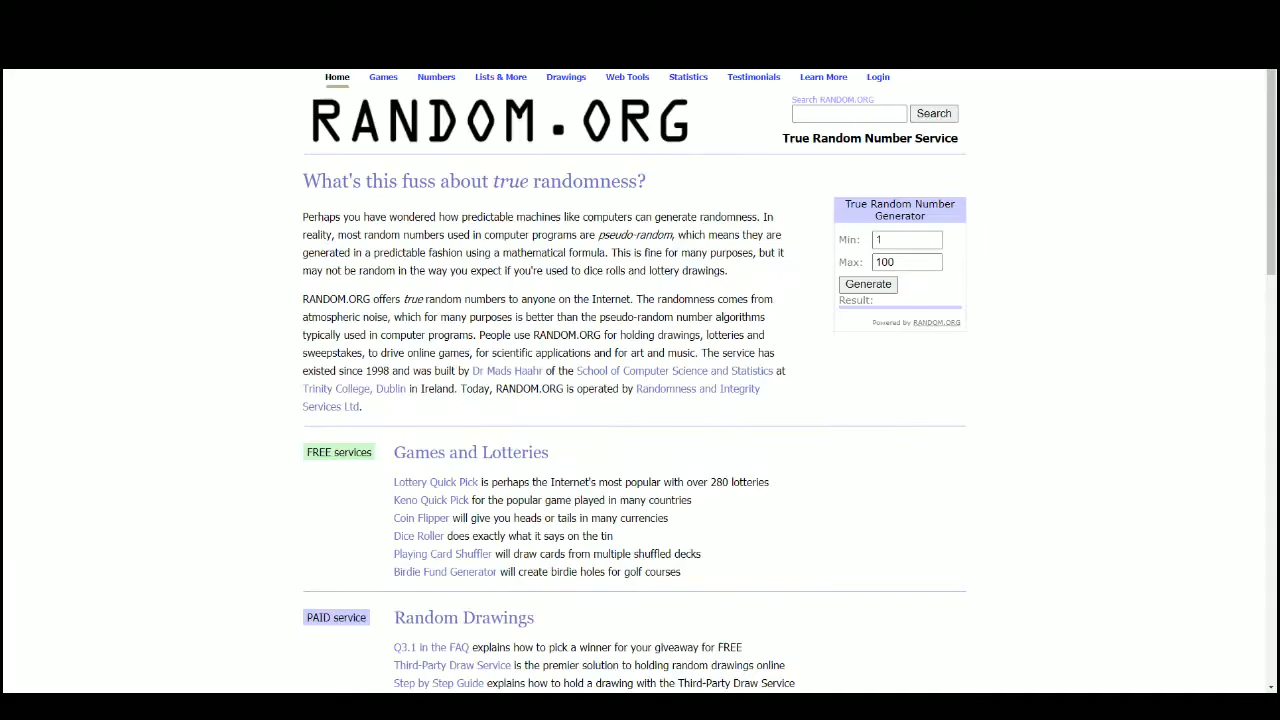 Home Games Numbers Lists & More Drawings Web Tools Statistics Testimonials Learn More Login
RANDOM.ORG
Search RANDOM.ORG
Search
True Random Number Service
What's this fuss about true randomness?
Perhaps you have wondered how predictable machines like computers can generate randomness. In
reality, most random numbers used in computer programs are pseudo-random, which means they are
generated in a predictable fashion using a mathematical formula. This is fine for many purposes, but it
may not be random in the way you expect if you're used to dice rolls and lottery drawings.
RANDOM.ORG offers true random numbers to anyone on the Internet. The randomness comes from
atmospheric noise, which for many purposes is better than the pseudo-random number algorithms
typically used in computer programs. People use RANDOM.ORG for holding drawings, lotteries and
sweepstakes, to drive online games, for scientific applications and for art and music. The service has
existed since 1998 and was built by Dr Mads Haahr of the School of Computer Science and Statistics at
Trinity College, Dublin in Ireland. Today, RANDOM.ORG is operated by Randomness and Integrity
Services Ltd.
True Random Number
Generator
Min: 1
Max: 100
Generate
Result:
Powered by RANDOM.ORG
FREE services
Games and Lotteries
Lottery Quick Pick is perhaps the Internet's most popular with over 280 lotteries
Keno Quick Pick for the popular game played in many countries
Coin Flipper will give you heads or tails in many currencies
Dice Roller does exactly what it says on the tin
Playing Card Shuffler will draw cards from multiple shuffled decks
Birdie Fund Generator will create birdie holes for golf courses
PAID service
Random Drawings
Q3.1 in the FAQ explains how to pick a winner for your giveaway for FREE
Third-Party Draw Service is the premier solution to holding random drawings online
Step by Step Guide explains how to hold a drawing with the Third-Party Draw Service